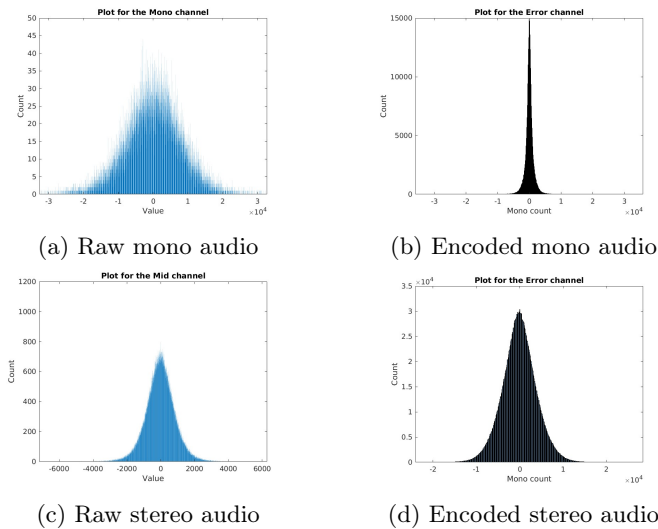 Plot for the Mono channel
50
45
40
35
30
25
20
15
10
5
0
Count
-3 -2 -1 0 1 2 3
Value
×10^4
(a) Raw mono audio
Plot for the Error channel
15000
10000
5000
0
Count
-3 -2 -1 0 1 2 3
Mono count
×10^4
(b) Encoded mono audio
Plot for the Mid channel
1200
1000
800
600
400
200
0
Count
-6000 -4000 -2000 0 2000 4000 6000
Value
(c) Raw stereo audio
×10^4
Plot for the Error channel
3.5
3
2.5
2
1.5
1
0.5
0
Count
-2 -1 0 1 2
Mono count
×10^4
(d) Encoded stereo audio